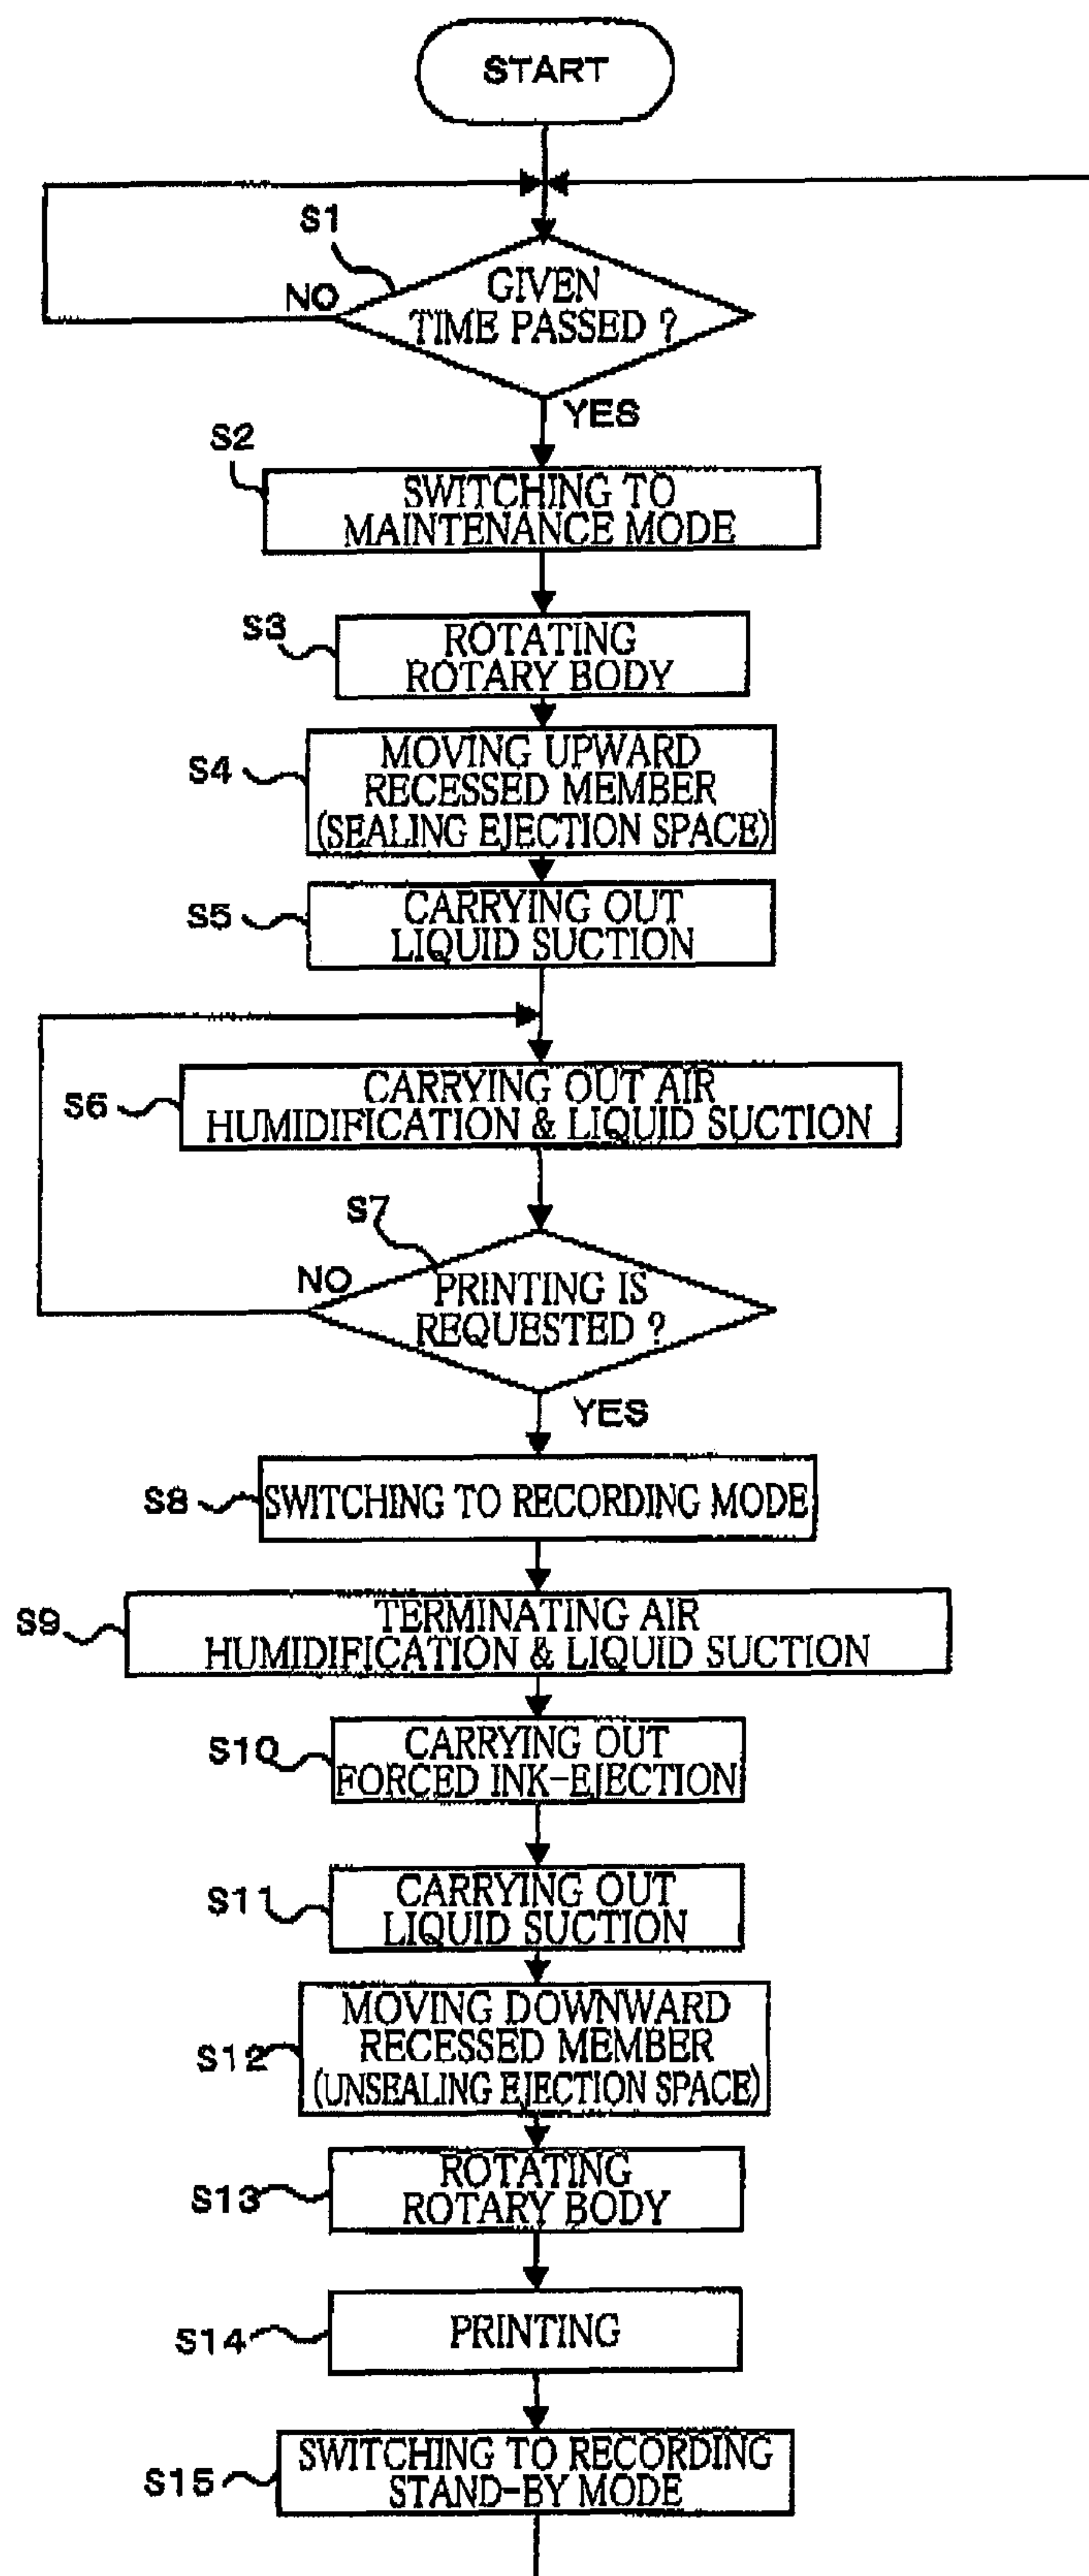 START
S1
NO
GIVEN
TIME PASSED ?
YES
S2
SWITCHING TO
MAINTENANCE MODE
S3
ROTATING
ROTARY BODY
S4
MOVING UPWARD
RECESSED MEMBER
(SEALING EJECTION SPACE)
S5
CARRYING OUT
LIQUID SUCTION
S6
CARRYING OUT AIR
HUMIDIFICATION & LIQUID SUCTION
S7
NO
PRINTING IS
REQUESTED ?
YES
S8
SWITCHING TO RECORDING MODE
S9
TERMINATING AIR
HUMIDIFICATION & LIQUID SUCTION
S10
CARRYING OUT
FORCED INK-EJECTION
S11
CARRYING OUT
LIQUID SUCTION
S12
MOVING DOWNWARD
RECESSED MEMBER
(UNSEALING EJECTION SPACE)
S13
ROTATING
ROTARY BODY
S14
PRINTING
S15
SWITCHING TO RECORDING
STAND-BY MODE